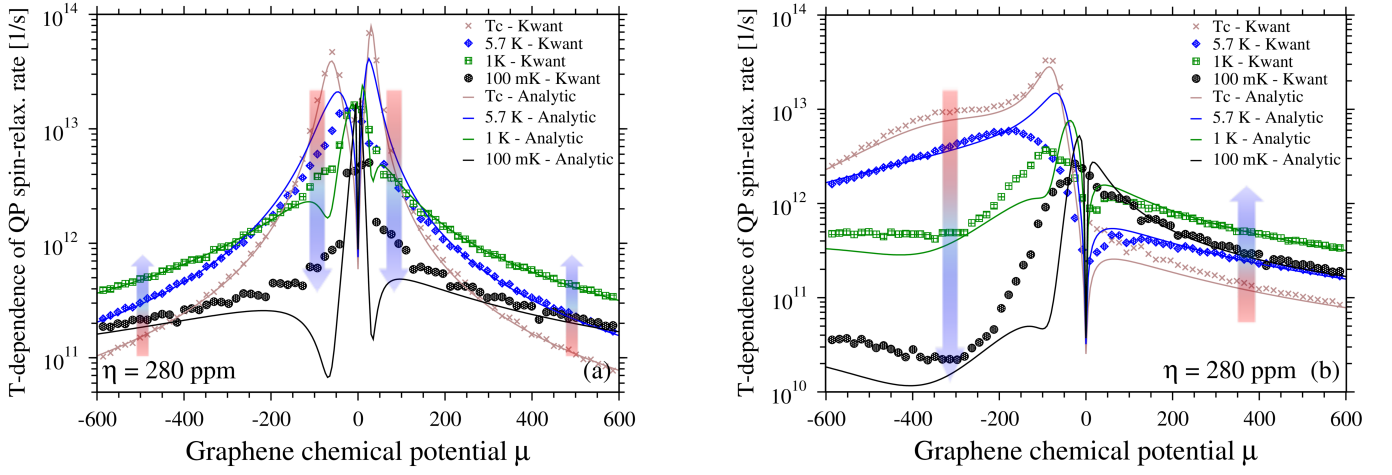 T-dependence of QP spin-relax. rate [1/s]
10^14
10^13
10^12
10^11
Tc - Kwant
5.7 K - Kwant
1K - Kwant
100 mK - Kwant
Tc - Analytic
5.7 K - Analytic
1 K - Analytic
100 mK - Analytic
η = 280 ppm
(a)
-600 -400 -200 0 200 400 600
Graphene chemical potential μ
T-dependence of QP spin-relax. rate [1/s]
10^14
10^13
10^12
10^11
10^10
Tc - Kwant
5.7 K - Kwant
1K - Kwant
100 mK - Kwant
Tc - Analytic
5.7 K - Analytic
1 K - Analytic
100 mK - Analytic
η = 280 ppm (b)
-600 -400 -200 0 200 400 600
Graphene chemical potential μ